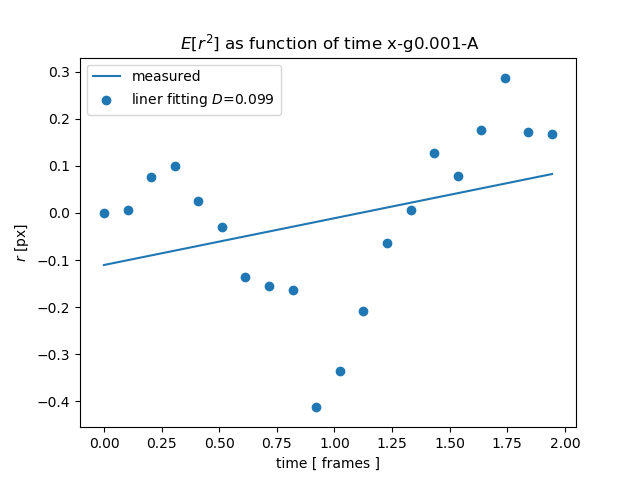 E[r²] as function of time x-g0.001-A
measured
liner fitting D=0.099
0.3
0.2
0.1
0.0
−0.1
−0.2
−0.3
−0.4
r [px]
0.00 0.25 0.50 0.75 1.00 1.25 1.50 1.75 2.00
time [ frames ]